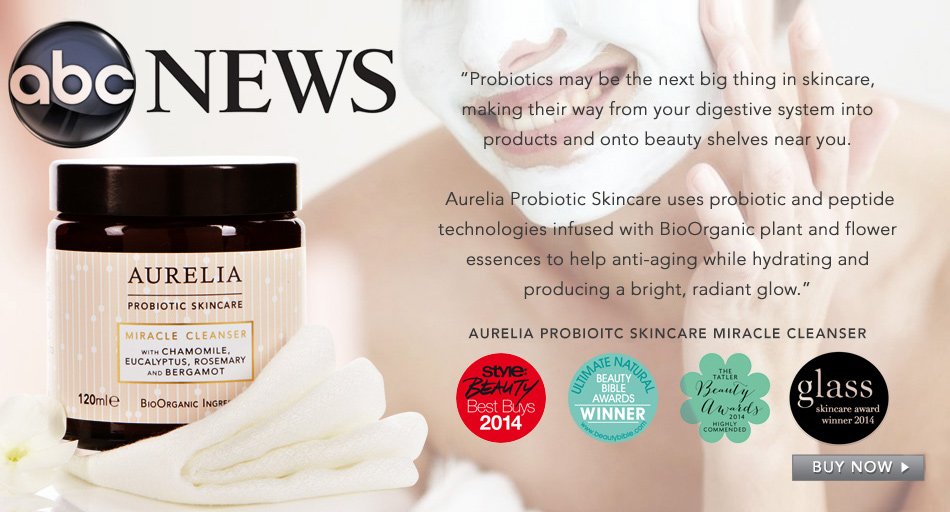 abc NEWS
“Probiotics may be the next big thing in skincare,
making their way from your digestive system into
products and onto beauty shelves near you.
Aurelia Probiotic Skincare uses probiotic and peptide
technologies infused with BioOrganic plant and flower
essences to help anti-aging while hydrating and
producing a bright, radiant glow.”
AURELIA PROBIOITC SKINCARE MIRACLE CLEANSER
AURELIA
PROBIOTIC SKINCARE
MIRACLE CLEANSER
WITH CHAMOMILE,
EUCALYPTUS, ROSEMARY
AND BERGAMOT
120ml e
BIOORGANIC INGRE
style:
BEAUTY
Best Buys
2014
ULTIMATE NATURAL
BEAUTY
BIBLE
AWARDS
WINNER
www.beautybible.com
THE
TATLER
Beauty
Awards
2014
HIGHLY
COMMENDED
glass
skincare award
winner 2014
BUY NOW